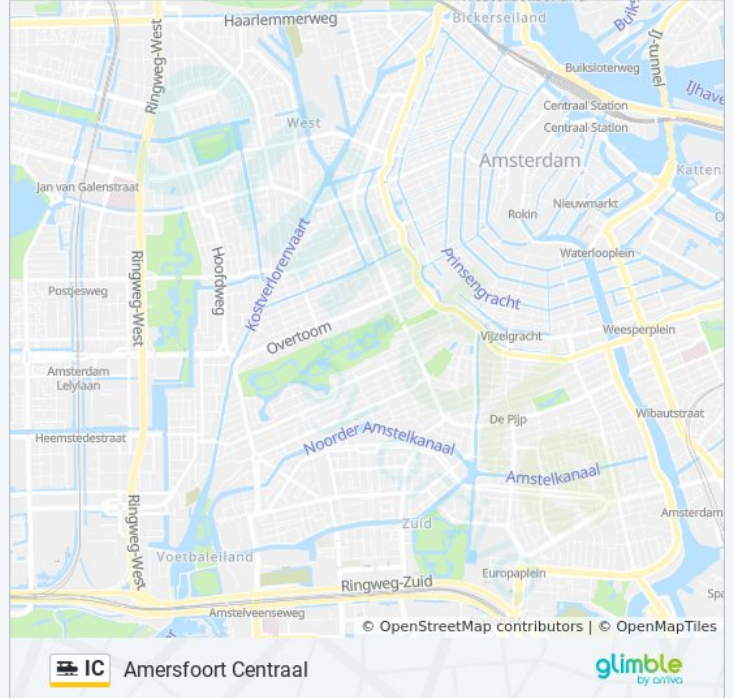 Haarlemmerweg
Bickerseiland
Ringweg-West
IJ-tunnel
Buiksloterweg
Centraal Station
Centraal Station
West
Amsterdam
Jan van Galenstraat
Nieuwmarkt
Rokin
Waterlooplein
Kostverlorenvaart
Hoofdweg
Ringweg-West
Prinsengracht
Postjesweg
Overtoom
Vijzelgracht
Weesperplein
Amsterdam
Lelylaan
De Pijp
Wibautstraat
Heemstedestraat
Noorder Amstelkanaal
Amstelkanaal
Ringweg-West
Amsterdam
Zuid
Voetbaleiland
Europaplein
Ringweg-Zuid
Amstelveenseweg
© OpenStreetMap contributors | © OpenMapTiles
IC Amersfoort Centraal
glimble
by arriva